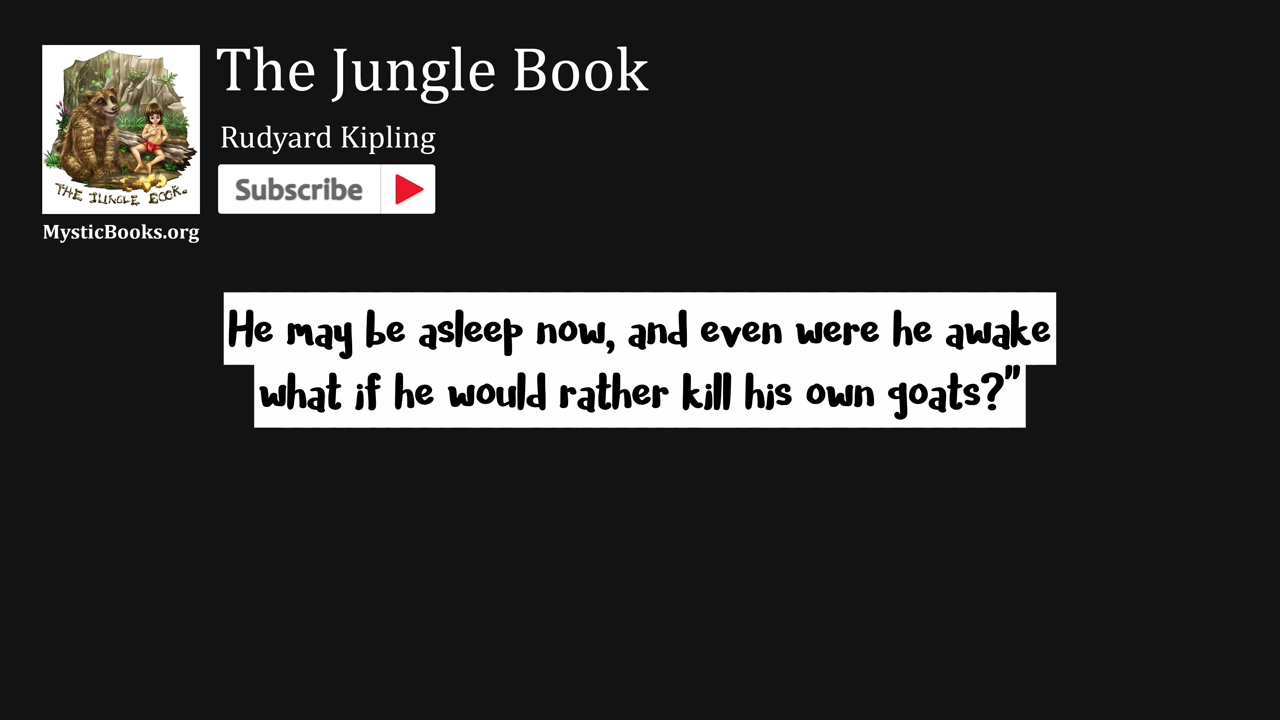 The Jungle Book
Rudyard Kipling
Subscribe
THE JUNGLE BOOK.
MysticBooks.org
He may be asleep now, and even were he awake
what if he would rather kill his own goats?"